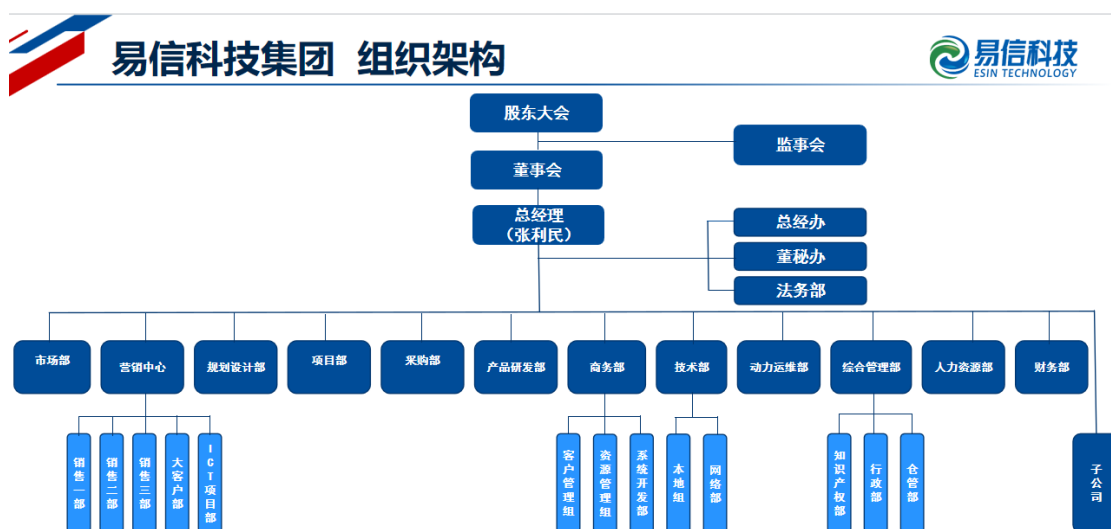 易信科技集团 组织架构
易信科技
ESIN TECHNOLOGY
股东大会
监事会
董事会
总经理
（张利民）
总经办
董秘办
法务部
市场部
营销中心
规划设计部
项目部
采购部
产品研发部
商务部
技术部
动力运维部
综合管理部
人力资源部
财务部
销售一部
销售二部
销售三部
大客户部
ICT项目部
客户管理组
资源管理组
系统开发部
本地组
网络部
知识产权部
行政部
仓管部
子公司